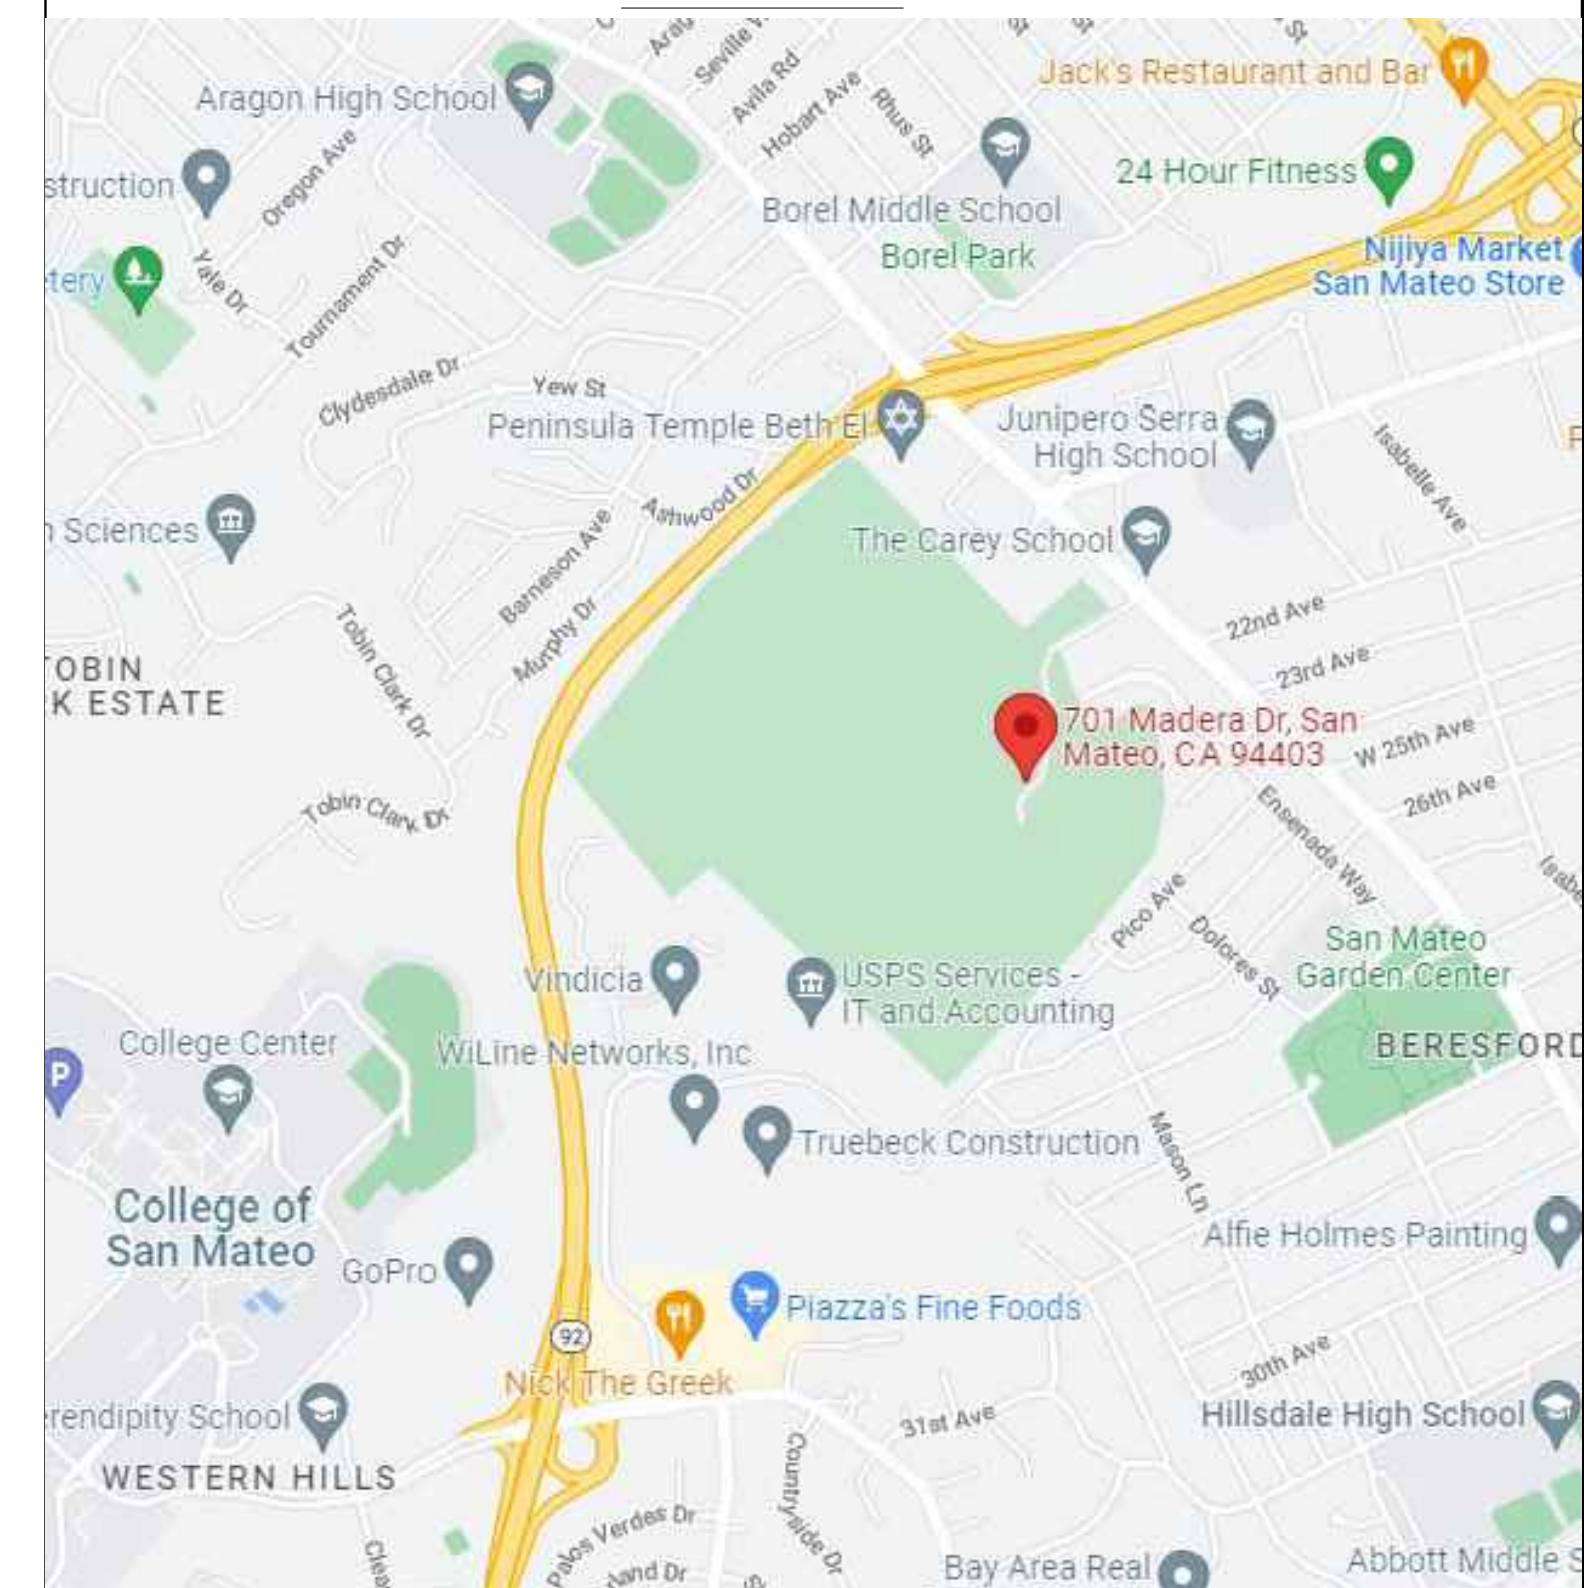 Seville
Avila Rd
Hobart Ave
Rhus St
St
Jack's Restaurant and Bar
Aragon High School
24 Hour Fitness
struction
Oregon Ave
Borel Middle School
Borel Park
Nijiya Market
San Mateo Store
tery
Yale Dr
Tournament Dr
Clydesdale Dr
Yew St
Peninsula Temple Beth El
Junipero Serra
High School
Isabelle Ave
Ashwood Dr
Sciences
The Carey School
Barneson Ave
Murphy Dr
22nd Ave
23rd Ave
Tobin Clark Dr
TOBIN
K ESTATE
701 Madera Dr, San
Mateo, CA 94403
W 25th Ave
26th Ave
Tobin Clark Dr
Ensenada Way
Isabe
Pico Ave
Dolores St
San Mateo
Garden Center
Vindicia
USPS Services -
IT and Accounting
College Center
WiLine Networks, Inc
BERESFORD
P
Truebeck Construction
Mason Ln
College of
San Mateo
Alfie Holmes Painting
GoPro
Piazza's Fine Foods
92
Nick The Greek
30th Ave
erendipity School
31st Ave
Hillsdale High School
WESTERN HILLS
Countryside Dr
Palos Verdes Dr
land Dr
Clea
Bay Area Real
Abbott Middle S